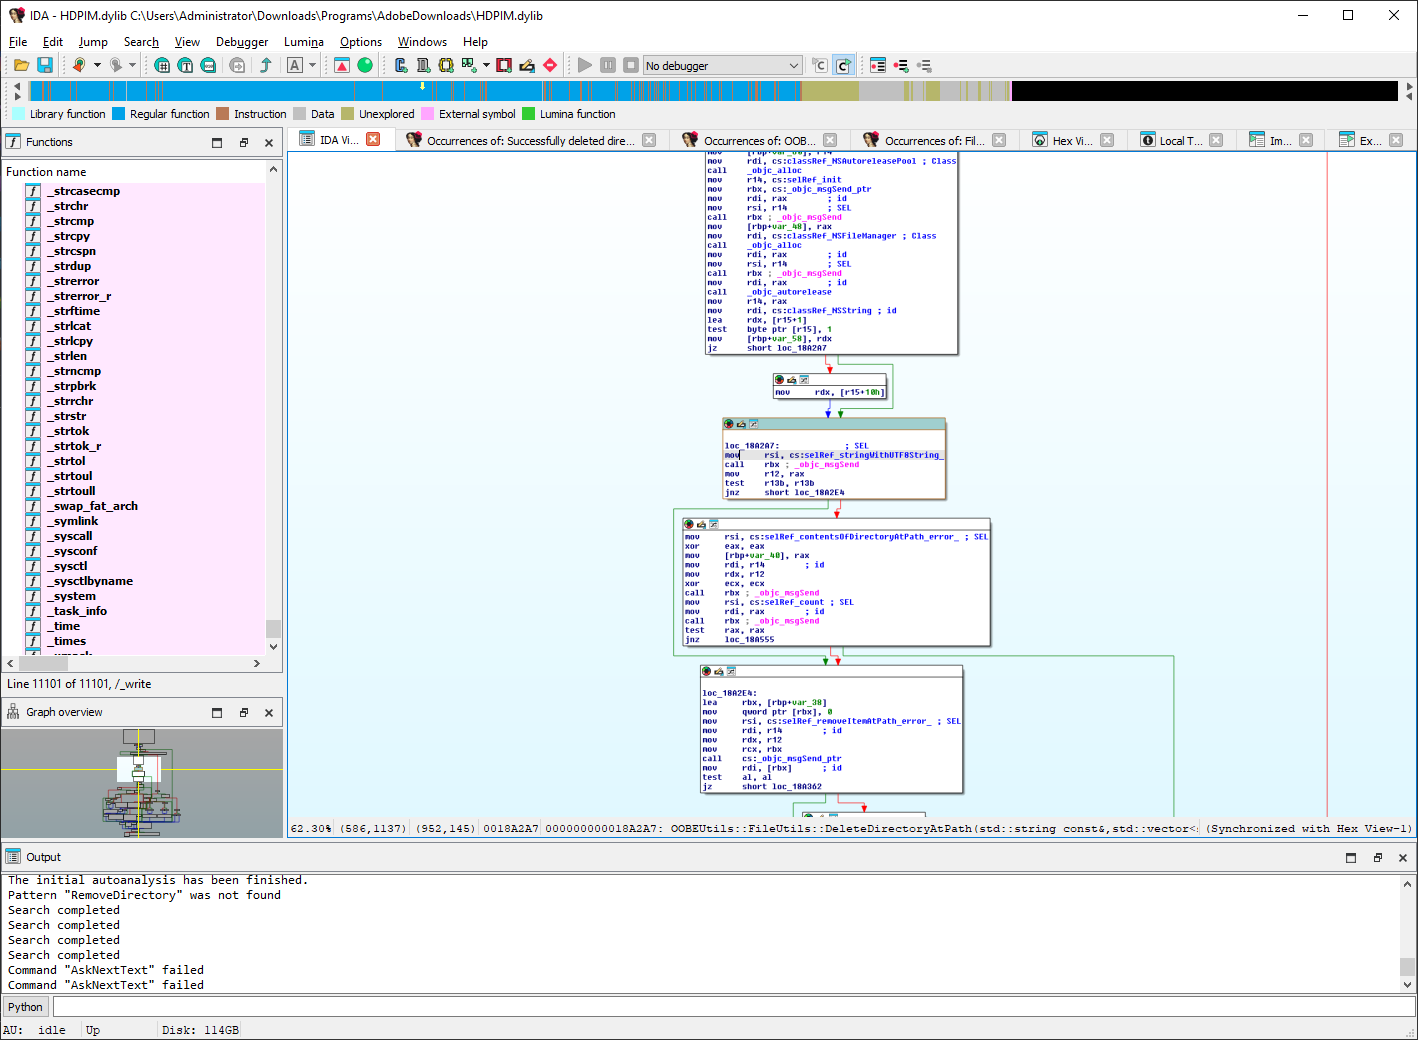 IDA - HDPIM.dylib C:\Users\Administrator\Downloads\Programs\AdobeDownloads\HDPIM.dylib
File Edit Jump Search View Debugger Lumina Options Windows Help
No debugger
Library function Regular function Instruction Data Unexplored External symbol Lumina function
Functions
IDA Vi... Occurrences of: Successfully deleted dire... Occurrences of: OOB... Occurrences of: Fil... Hex Vi... Local T... Im... Ex...
Function name
_strcasecmp
_strchr
_strcmp
_strcpy
_strcspn
_strdup
_strerror
_strerror_r
_strftime
_strlcat
_strlcpy
_strlen
_strncmp
_strpbrk
_strrchr
_strstr
_strtok
_strtok_r
_strtol
_strtoul
_strtoull
_swap_fat_arch
_symlink
_syscall
_sysconf
_sysctl
_sysctlbyname
_system
_task_info
_time
_times
Line 11101 of 11101, /_write
Graph overview
mov rdi, cs:classRef_NSAutoreleasePool ; Class
call _objc_alloc
mov r14, cs:selRef_init
mov rbx, cs:_objc_msgSend_ptr
mov rdi, rax ; id
mov rsi, r14 ; SEL
call rbx ; _objc_msgSend
mov [rbp+var_48], rax
mov rdi, cs:classRef_NSFileManager ; Class
call _objc_alloc
mov rdi, rax ; id
mov rsi, r14 ; SEL
call rbx ; _objc_msgSend
mov rdi, rax ; id
call _objc_autorelease
mov r14, rax
mov rdi, cs:classRef_NSString ; id
lea rdx, [r15+1]
test byte ptr [r15], 1
mov [rbp+var_58], rdx
jz short loc_18A2A7
mov rdx, [r15+10h]
loc_18A2A7: ; SEL
mov rsi, cs:selRef_stringWithUTF8String_
call rbx ; _objc_msgSend
mov r12, rax
test r13b, r13b
jnz short loc_18A2E4
mov rsi, cs:selRef_contentsOfDirectoryAtPath_error_ ; SEL
xor eax, eax
mov [rbp+var_40], rax
mov rdi, r14 ; id
mov rdx, r12
xor ecx, ecx
call rbx ; _objc_msgSend
mov rsi, cs:selRef_count ; SEL
mov rdi, rax ; id
call rbx ; _objc_msgSend
test rax, rax
jnz loc_18A555
loc_18A2E4:
lea rbx, [rbp+var_38]
mov qword ptr [rbx], 0
mov rsi, cs:selRef_removeItemAtPath_error_ ; SEL
mov rdi, r14 ; id
mov rdx, r12
mov rcx, rbx
call cs:_objc_msgSend_ptr
mov rdi, [rbx] ; id
test al, al
jz short loc_18A362
62.30% (586,1137) (952,145) 0018A2A7 000000000018A2A7: OOBEUtils::FileUtils::DeleteDirectoryAtPath(std::string const&,std::vector<s (Synchronized with Hex View-1)
Output
The initial autoanalysis has been finished.
Pattern "RemoveDirectory" was not found
Search completed
Search completed
Search completed
Search completed
Command "AskNextText" failed
Command "AskNextText" failed
Python
AU: idle Up Disk: 114GB